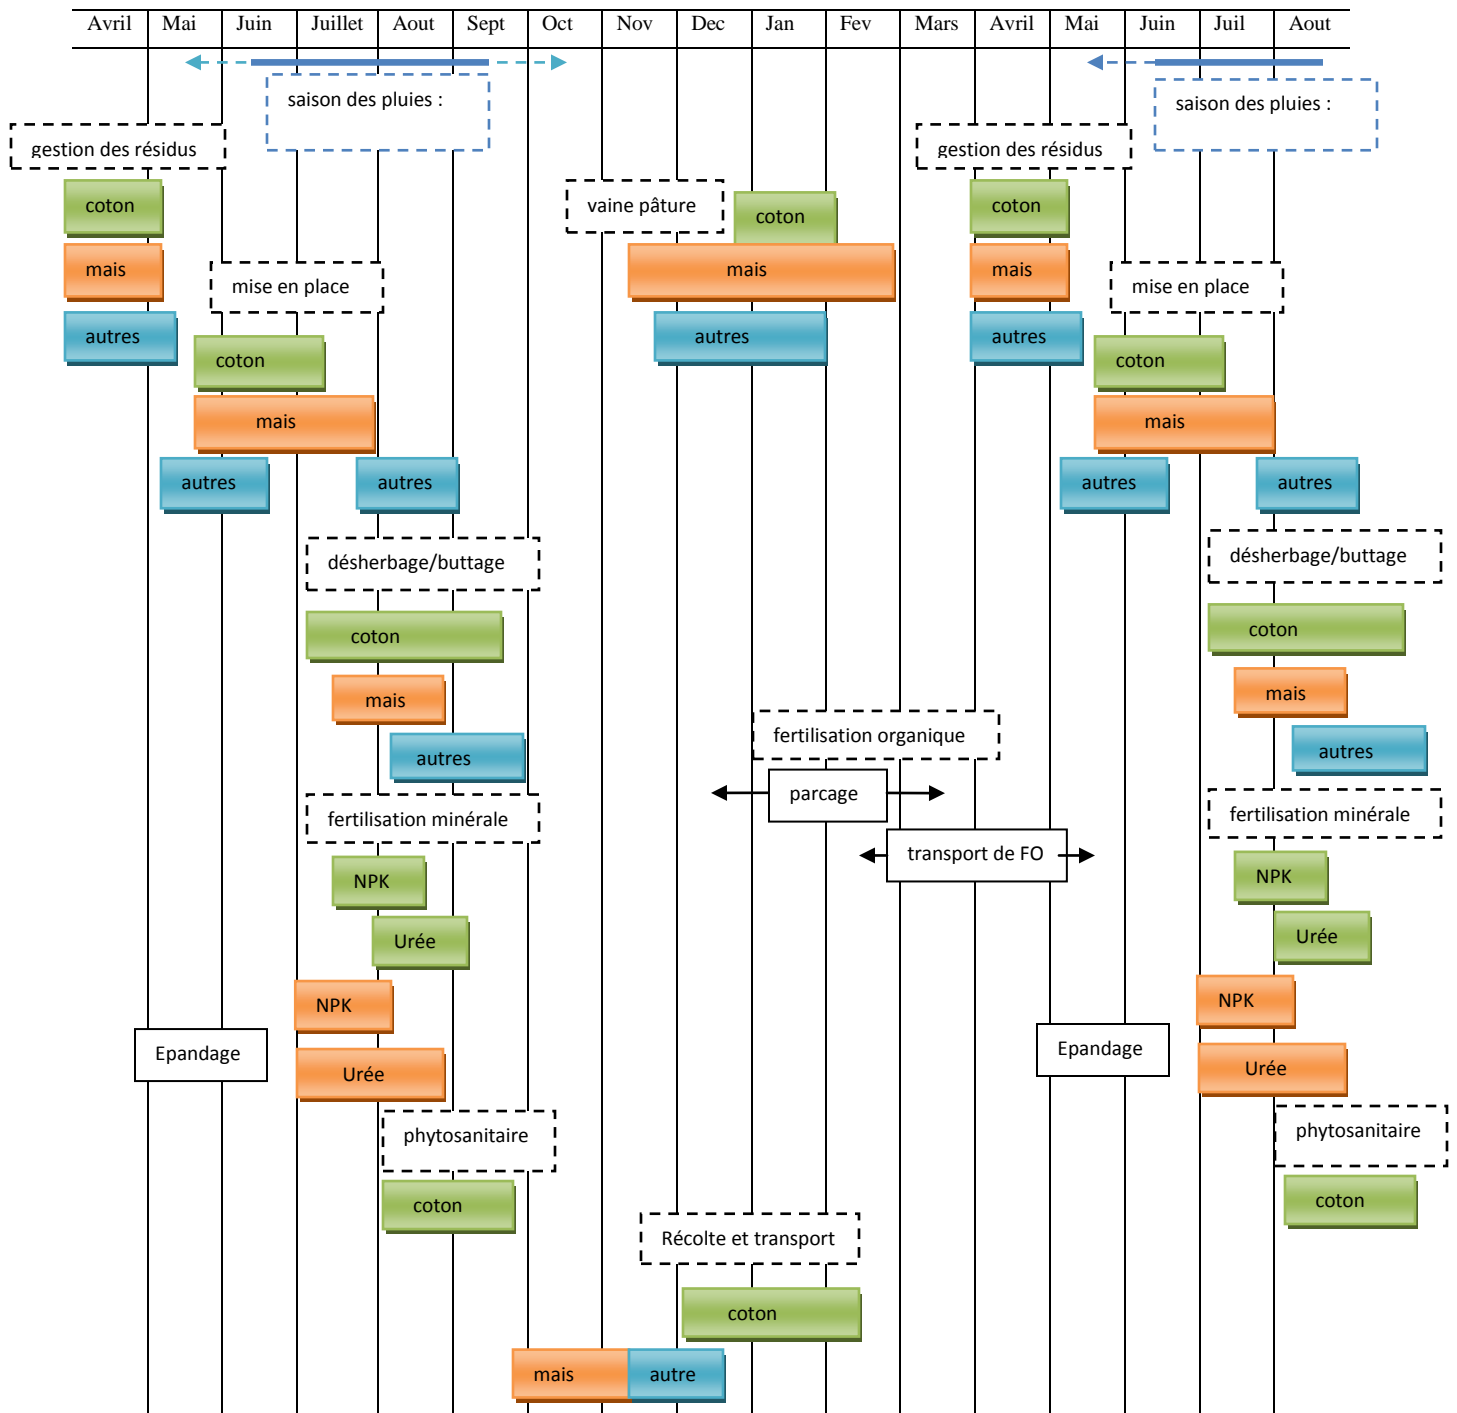 Avril Mai Juin Juillet Aout Sept Oct Nov Dec Jan Fev Mars Avril Mai Juin Juil Aout
saison des pluies :
saison des pluies :
gestion des résidus
gestion des résidus
coton
vaine pâture
coton
coton
mais
mais
mais
mise en place
mise en place
autres
autres
autres
coton
coton
mais
mais
autres
autres
autres
autres
désherbage/buttage
désherbage/buttage
coton
coton
mais
mais
fertilisation organique
autres
autres
parcage
fertilisation minérale
fertilisation minérale
transport de FO
NPK
NPK
Urée
Urée
NPK
NPK
Epandage
Epandage
Urée
Urée
phytosanitaire
phytosanitaire
coton
coton
Récolte et transport
coton
mais
autre